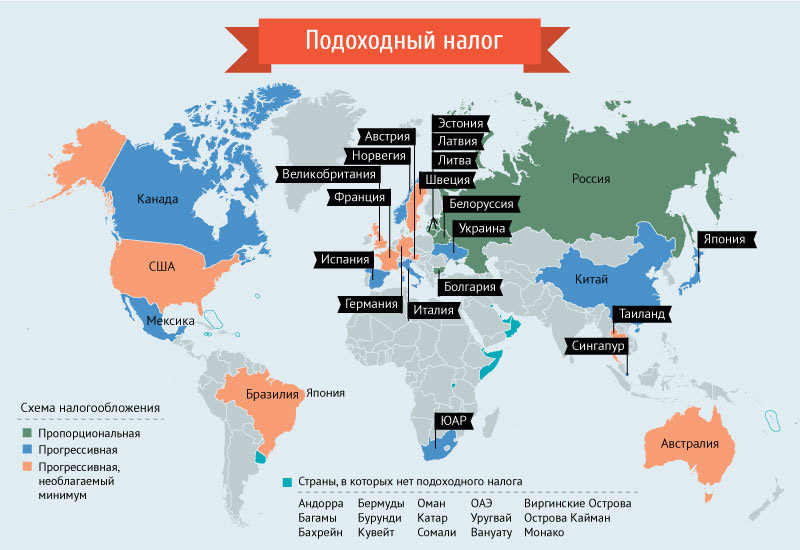 Подоходный налог
Эстония
Австрия
Латвия
Норвегия
Литва
Великобритания
Швеция
Россия
Франция
Канада
Белоруссия
Украина
Япония
Испания
США
Китай
Болгария
Германия
Италия
Мексика
Таиланд
Сингапур
Бразилия
Япония
Схема налогообложения
Пропорциональная
Прогрессивная
Прогрессивная,
необлагаемый
минимум
ЮАР
Австралия
Страны, в которых нет подоходного налога
Андорра Бермуды Оман ОАЭ Виргинские Острова
Багамы Бурунди Катар Уругвай Острова Кайман
Бахрейн Кувейт Сомали Вануату Монако